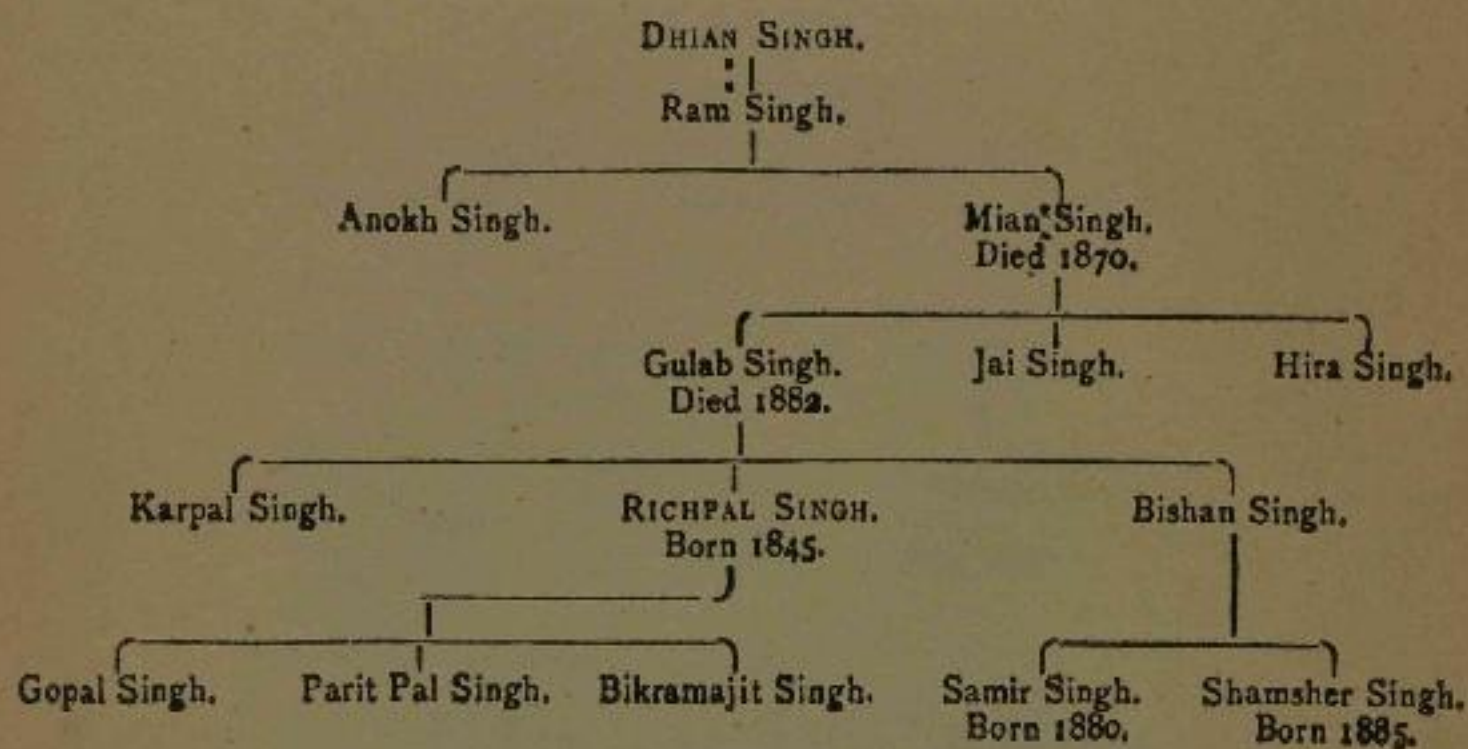 DHIAN SINGH.
Ram Singh.
Anokh Singh. Mian Singh.
Died 1870.
Gulab Singh. Jai Singh. Hira Singh.
Died 1882.
Karpal Singh. RICHPAL SINGH. Bishan Singh.
Born 1845.
Gopal Singh. Parit Pal Singh. Bikramajit Singh. Samir Singh. Shamsher Singh.
Born 1880. Born 1885.